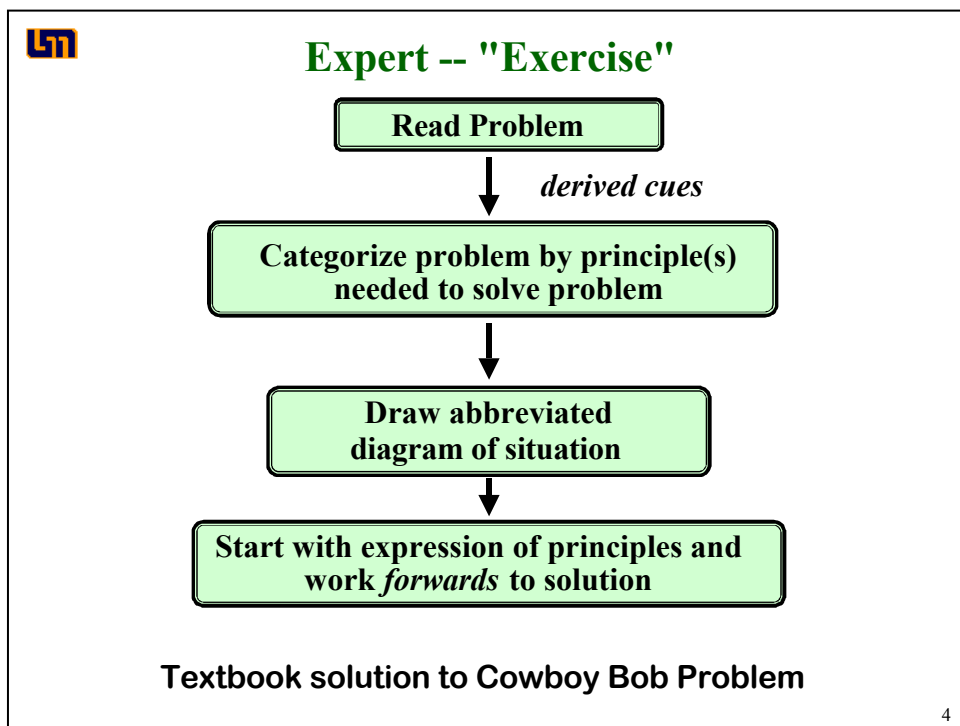 Expert -- "Exercise"
Read Problem
derived cues
Categorize problem by principle(s)
needed to solve problem
Draw abbreviated
diagram of situation
Start with expression of principles and
work forwards to solution
Textbook solution to Cowboy Bob Problem
4